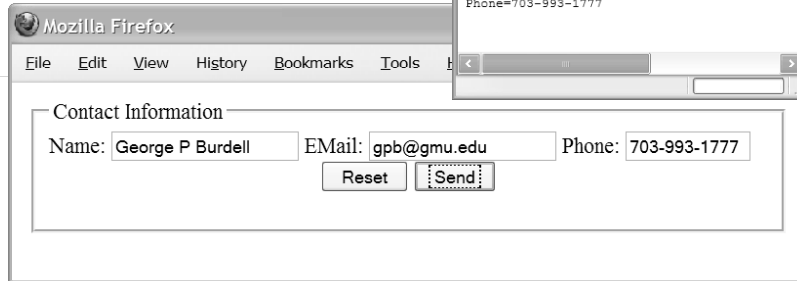 Phone=703-993-1777
Mozilla Firefox
File Edit View History Bookmarks Tools
Contact Information
Name: George P Burdell EMail: gpb@gmu.edu Phone: 703-993-1777
Reset Send